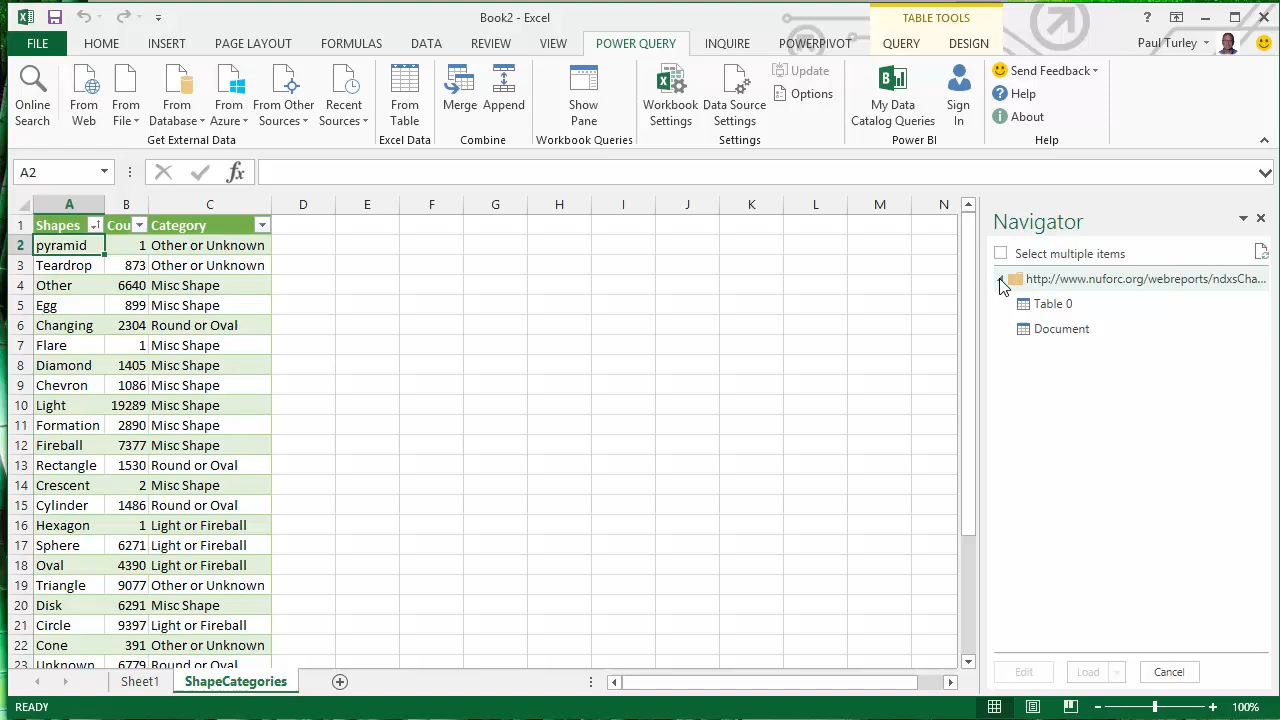 Book2 - Excel
TABLE TOOLS
FILE HOME INSERT PAGE LAYOUT FORMULAS DATA REVIEW VIEW POWER QUERY INQUIRE POWERPIVOT QUERY DESIGN
Paul Turley
Online Search
From Web
From File
From Database
From Azure
From Other Sources
Recent Sources
Get External Data
From Table
Excel Data
Merge
Append
Combine
Show Pane
Workbook Queries
Workbook Settings
Data Source Settings
Update
Options
Settings
My Data Catalog Queries
Sign In
Power BI
Send Feedback
Help
About
Help
A2
fx
A B C D E F G H I J K L M N
1 Shapes Cou Category
2 pyramid 1 Other or Unknown
3 Teardrop 873 Other or Unknown
4 Other 6640 Misc Shape
5 Egg 899 Misc Shape
6 Changing 2304 Round or Oval
7 Flare 1 Misc Shape
8 Diamond 1405 Misc Shape
9 Chevron 1086 Misc Shape
10 Light 19289 Misc Shape
11 Formation 2890 Misc Shape
12 Fireball 7377 Misc Shape
13 Rectangle 1530 Round or Oval
14 Crescent 2 Misc Shape
15 Cylinder 1486 Round or Oval
16 Hexagon 1 Light or Fireball
17 Sphere 6271 Light or Fireball
18 Oval 4390 Light or Fireball
19 Triangle 9077 Other or Unknown
20 Disk 6291 Misc Shape
21 Circle 9397 Light or Fireball
22 Cone 391 Other or Unknown
23 Unknown 6779 Round or Oval
Navigator
Select multiple items
http://www.nuforc.org/webreports/ndxsCha...
Table 0
Document
Edit
Load
Cancel
Sheet1 ShapeCategories
READY
100%